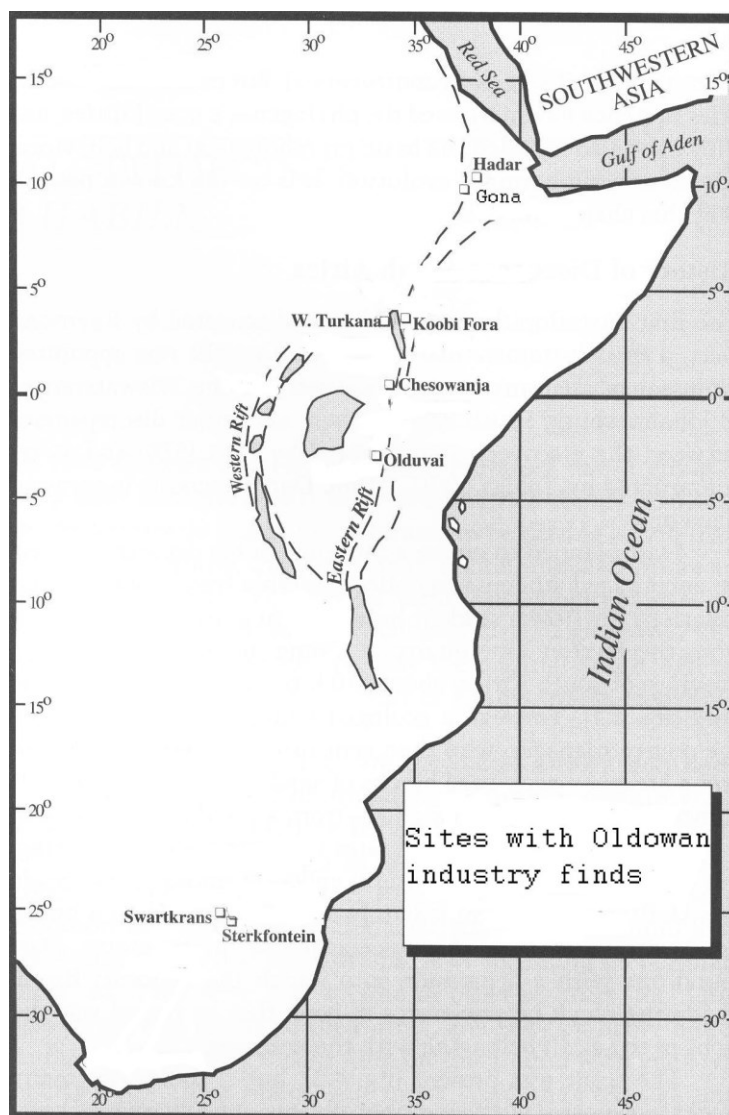 20° 25° 30° 35° 40° 45°
15°
Red Sea
SOUTHWESTERN
ASIA
15°
Gulf of Aden
Hadar
10°
Gona
10°
5°
5°
W. Turkana
Koobi Fora
0°
Chesowanja
0°
Western Rift
Olduvai
5°
Eastern Rift
5°
10°
10°
Indian Ocean
15°
15°
20°
Sites with Oldowan
industry finds
25°
Swartkrans
Sterkfontein
25°
30°
30°
20° 25° 30° 35° 40° 45°